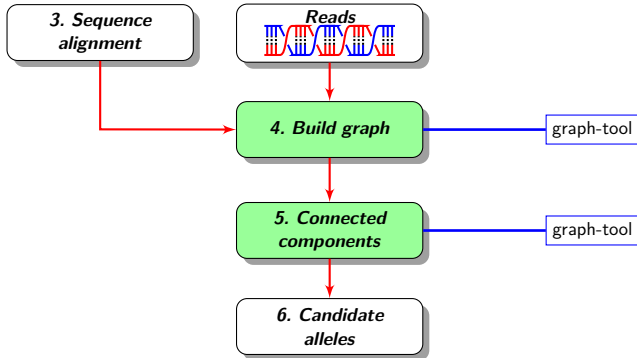 3. Sequence
alignment
Reads
4. Build graph
graph-tool
5. Connected
components
graph-tool
6. Candidate
alleles